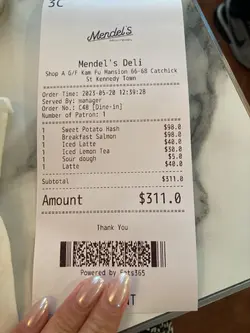 3C
Mendel's
Mendel's Deli
Shop A G/F Kam Fu Mansion 66-68 Catchick
St Kennedy Town
Order Time: 2023-05-20 12:39:28
Served By: manager
Order No.: C40 [Dine-in]
Number of Patron: 1
1 Sweet Potato Hash $98.0
1 Breakfast Salmon $98.0
1 Iced Latte $40.0
1 Iced Lemon Tea $30.0
1 Sour dough $5.0
1 Latte $40.0
Subtotal $311.0
Amount $311.0
Thank You
Powered by Eats365